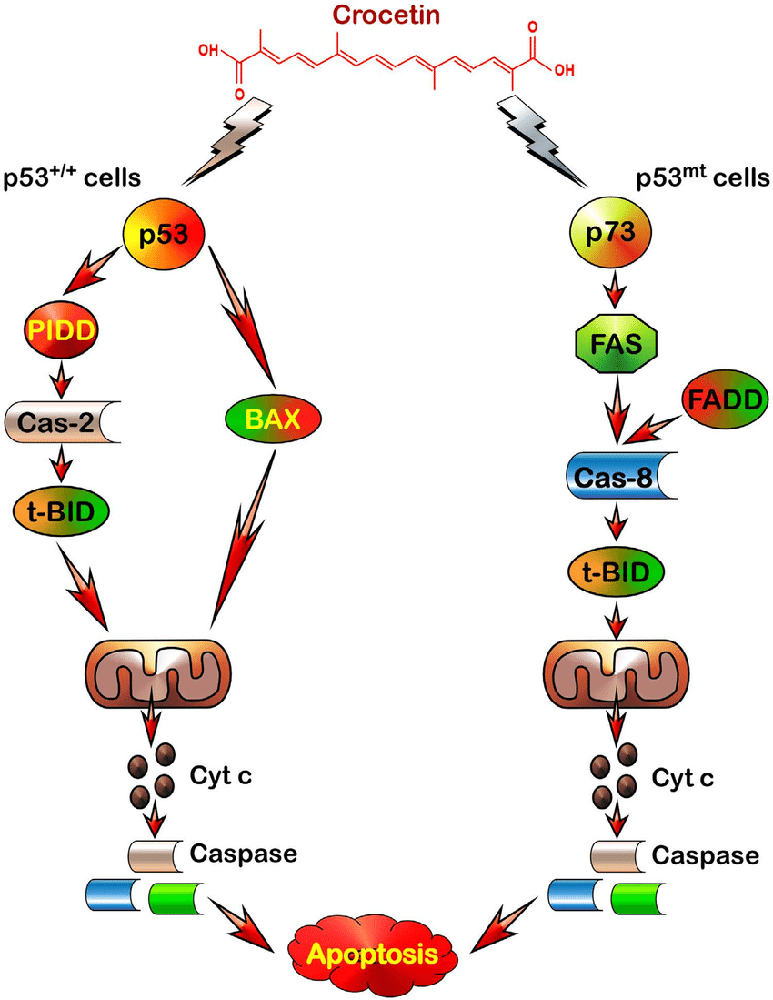 Crocetin
OH
O
O
OH
p53+/+ cells
p53mt cells
p53
p73
PIDD
FAS
FADD
Cas-2
BAX
Cas-8
t-BID
t-BID
Cyt c
Cyt c
Caspase
Caspase
Apoptosis